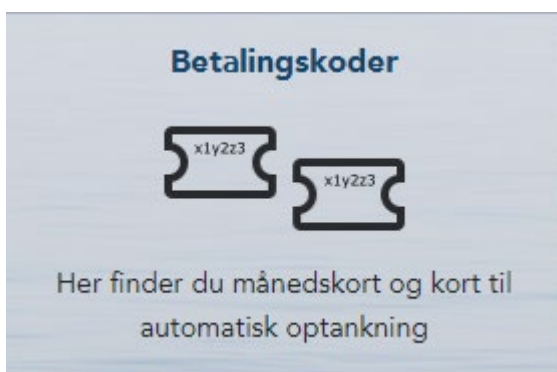 Betalingskoder
x1y2z3
x1y2z3
Her finder du månedskort og kort til
automatisk optankning